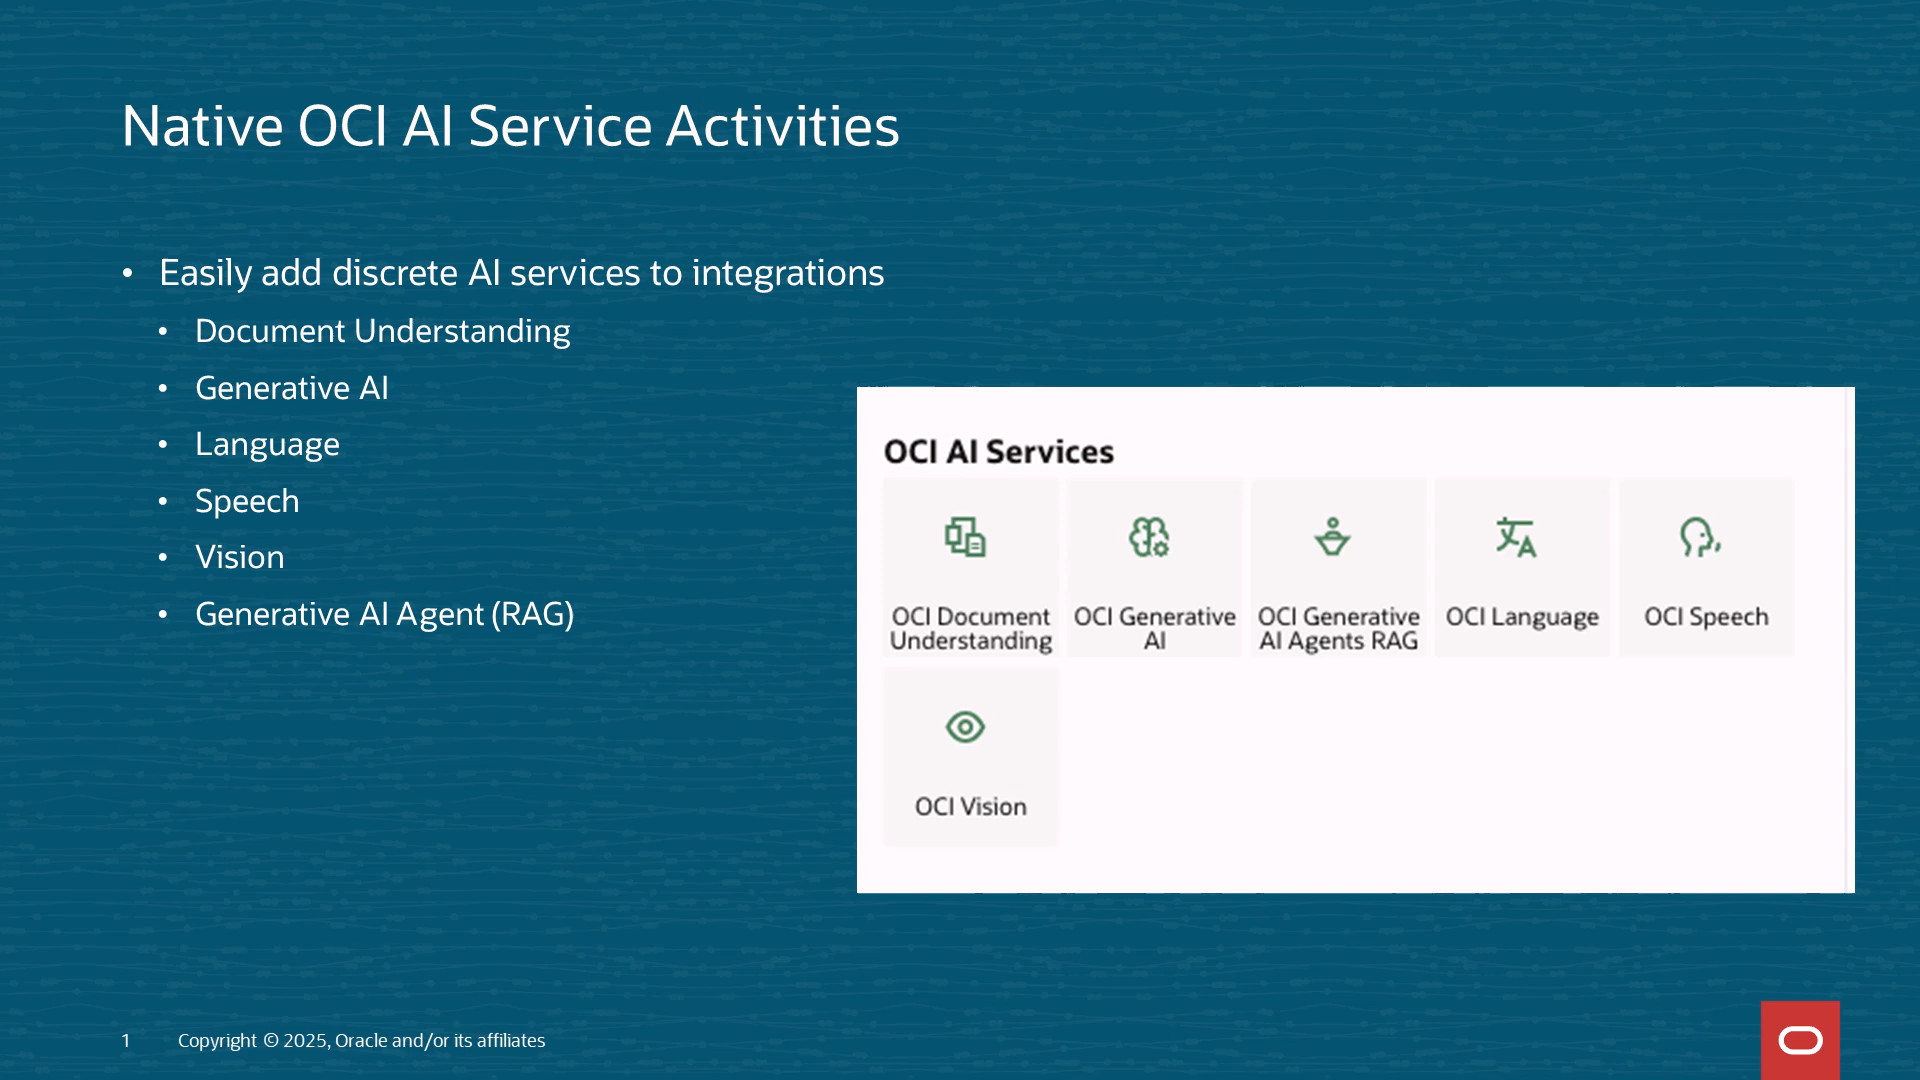 Native OCI AI Service Activities
• Easily add discrete AI services to integrations
• Document Understanding
• Generative AI
• Language
• Speech
• Vision
• Generative AI Agent (RAG)
OCI AI Services
OCI Document
Understanding
OCI Generative
AI
OCI Generative
AI Agents RAG
OCI Language
OCI Speech
OCI Vision
1 Copyright © 2025, Oracle and/or its affiliates